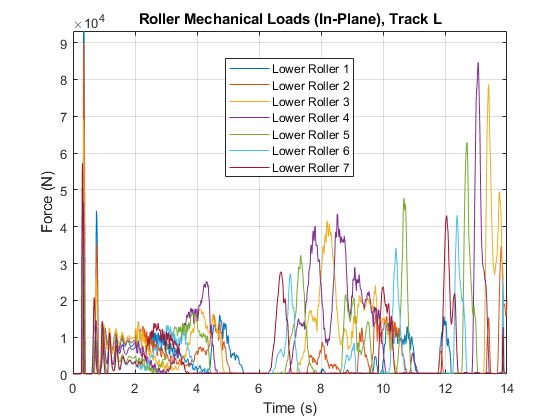 Roller Mechanical Loads (In-Plane), Track L
×10⁴
Force (N)
9
8
7
6
5
4
3
2
1
0
Lower Roller 1
Lower Roller 2
Lower Roller 3
Lower Roller 4
Lower Roller 5
Lower Roller 6
Lower Roller 7
0 2 4 6 8 10 12 14
Time (s)